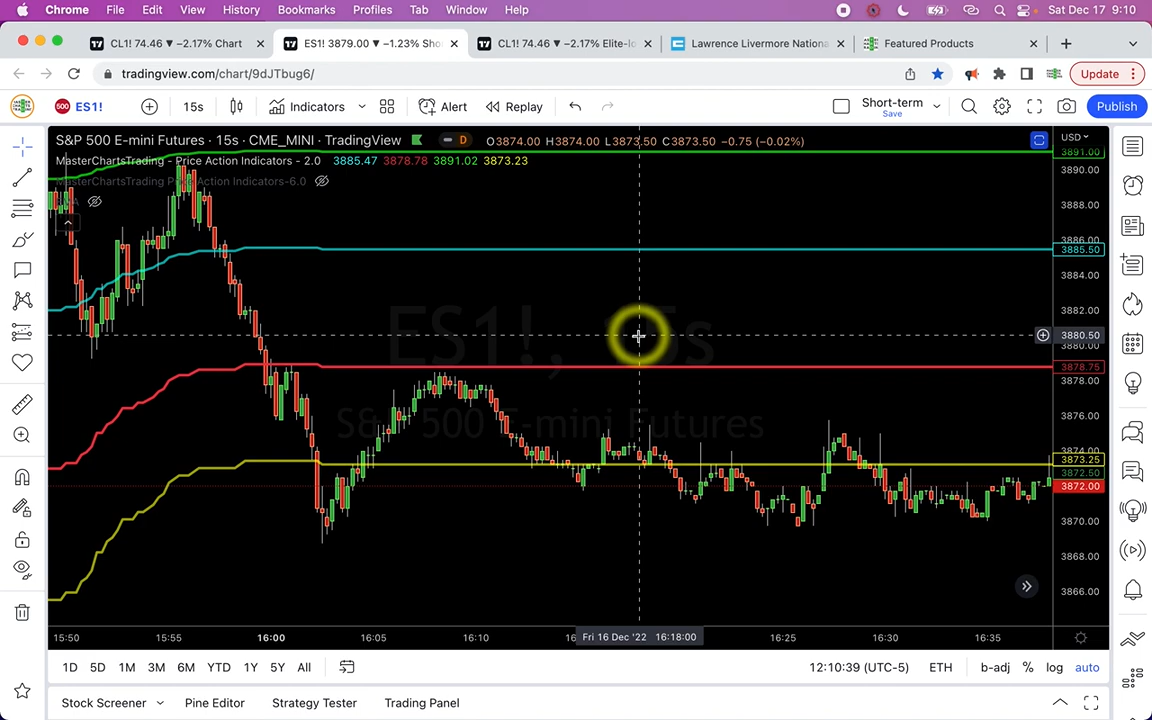 Chrome File Edit View History Bookmarks Profiles Tab Window Help Sat Dec 17 9:10
CL1! 74.46 ▼ −2.17% Chart ES1! 3879.00 ▼ −1.23% Sho CL1! 74.46 ▼ −2.17% Elite-Io Lawrence Livermore Nationa Featured Products
tradingview.com/chart/9dJTbug6/ Update
500 ES1! 15s Indicators Alert Replay Short-term Save Publish
S&P 500 E-mini Futures · 15s · CME_MINI · TradingView D O3874.00 H3874.00 L3873.50 C3873.50 −0.75 (−0.02%) USD
MasterChartsTrading - Price Action Indicators - 2.0 3885.47 3878.78 3891.02 3873.23
MasterChartsTrading Price Action Indicators-6.0
3891.00
3890.00
3888.00
3886.00
3885.50
3884.00
3882.00
3880.50
3880.00
3878.75
3878.00
3876.00
3874.00
3873.25
3872.50
3872.00
3870.00
3868.00
3866.00
ES1!, 15s
S&P 500 E-mini Futures
15:50 15:55 16:00 16:05 16:10 Fri 16 Dec '22 16:18:00 16:25 16:30 16:35
1D 5D 1M 3M 6M YTD 1Y 5Y All 12:10:39 (UTC-5) ETH b-adj % log auto
Stock Screener Pine Editor Strategy Tester Trading Panel